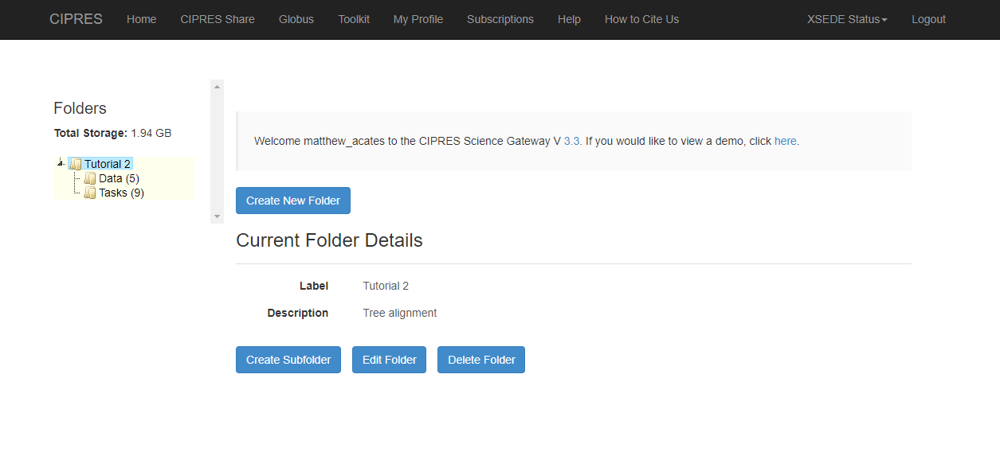 CIPRES Home CIPRES Share Globus Toolkit My Profile Subscriptions Help How to Cite Us XSEDE Status Logout
Folders
Total Storage: 1.94 GB
Tutorial 2
Data (5)
Tasks (9)
Welcome matthew_acates to the CIPRES Science Gateway V 3.3. If you would like to view a demo, click here.
Create New Folder
Current Folder Details
Label Tutorial 2
Description Tree alignment
Create Subfolder Edit Folder Delete Folder